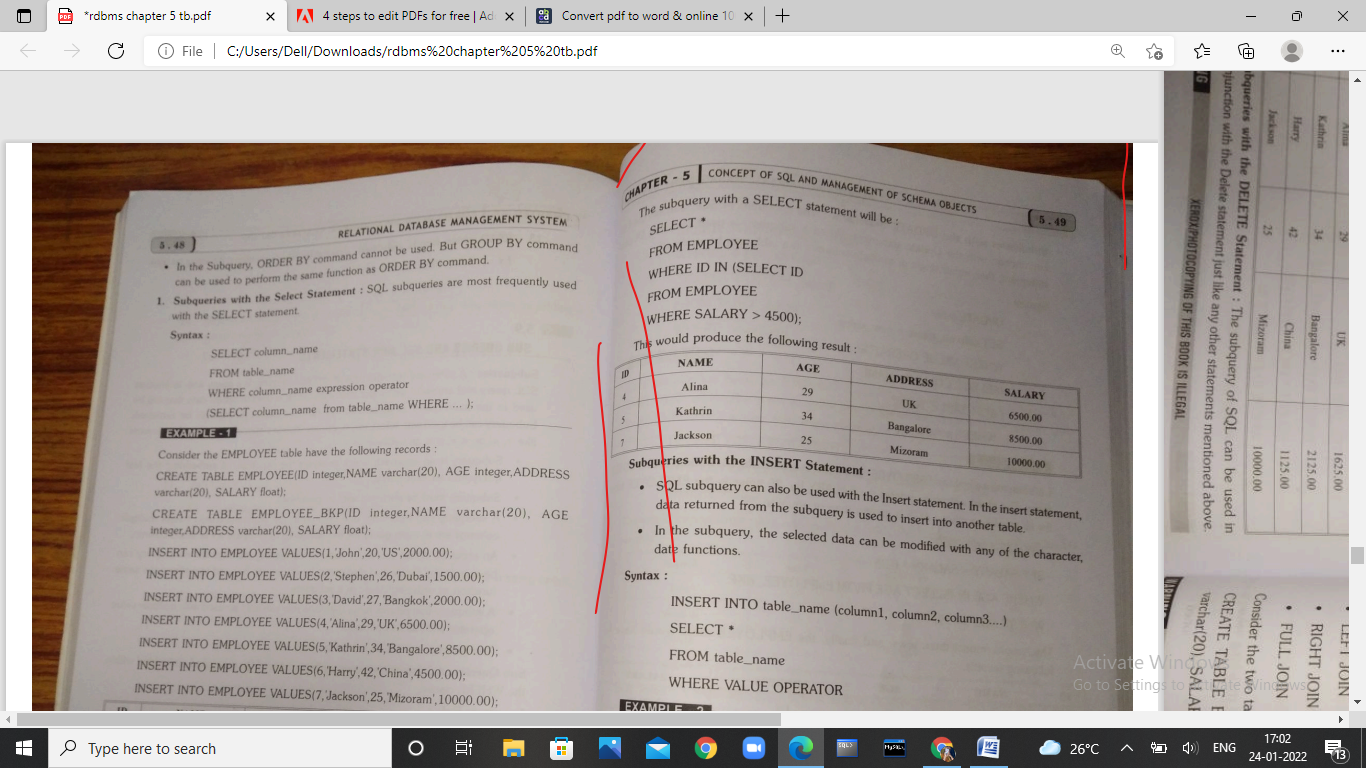 *rdbms chapter 5 tb.pdf
4 steps to edit PDFs for free | Ad
Convert pdf to word & online 10
File
C:/Users/Dell/Downloads/rdbms%20chapter%205%20tb.pdf
5.48
RELATIONAL DATABASE MANAGEMENT SYSTEM
• In the Subquery, ORDER BY command cannot be used. But GROUP BY command
can be used to perform the same function as ORDER BY command.
1. Subqueries with the Select Statement : SQL subqueries are most frequently used
with the SELECT statement.
Syntax :
SELECT column_name
FROM table_name
WHERE column_name expression operator
(SELECT column_name from table_name WHERE ... );
EXAMPLE - 1
Consider the EMPLOYEE table have the following records :
CREATE TABLE EMPLOYEE(ID integer,NAME varchar(20), AGE integer,ADDRESS
varchar(20), SALARY float);
CREATE TABLE EMPLOYEE_BKP(ID integer,NAME varchar(20), AGE
integer,ADDRESS varchar(20), SALARY float);
INSERT INTO EMPLOYEE VALUES(1,'John',20,'US',2000.00);
INSERT INTO EMPLOYEE VALUES(2,'Stephen',26,'Dubai',1500.00);
INSERT INTO EMPLOYEE VALUES(3,'David',27,'Bangkok',2000.00);
INSERT INTO EMPLOYEE VALUES(4,'Alina',29,'UK',6500.00);
INSERT INTO EMPLOYEE VALUES(5,'Kathrin',34,'Bangalore',8500.00);
INSERT INTO EMPLOYEE VALUES(6,'Harry',42,'China',4500.00);
INSERT INTO EMPLOYEE VALUES(7,'Jackson',25,'Mizoram',10000.00);
CHAPTER - 5 | CONCEPT OF SQL AND MANAGEMENT OF SCHEMA OBJECTS
5.49
The subquery with a SELECT statement will be :
SELECT *
FROM EMPLOYEE
WHERE ID IN (SELECT ID
FROM EMPLOYEE
WHERE SALARY > 4500);
This would produce the following result :
ID NAME AGE ADDRESS SALARY
4 Alina 29 UK 6500.00
5 Kathrin 34 Bangalore 8500.00
7 Jackson 25 Mizoram 10000.00
Subqueries with the INSERT Statement :
• SQL subquery can also be used with the Insert statement. In the insert statement,
data returned from the subquery is used to insert into another table.
• In the subquery, the selected data can be modified with any of the character,
date functions.
Syntax :
INSERT INTO table_name (column1, column2, column3....)
SELECT *
FROM table_name
WHERE VALUE OPERATOR
EXAMPLE - 2
Alina 29 UK 1625.00
Kathrin 34 Bangalore 2125.00
Harry 42 China 1125.00
Jackson 25 Mizoram 10000.00
bqueries with the DELETE Statement : The subquery of SQL can be used in
njunction with the Delete statement just like any other statements mentioned above.
NG
XEROX/PHOTOCOPYING OF THIS BOOK IS ILLEGAL
LEFT JOIN
• RIGHT JOIN
• FULL JOIN
Consider the two ta
CREATE TABLE E
varchar(20), SALAR
Activate Windows
Go to Settings to activate Windows.
Type here to search
26°C
ENG
17:02
24-01-2022
13